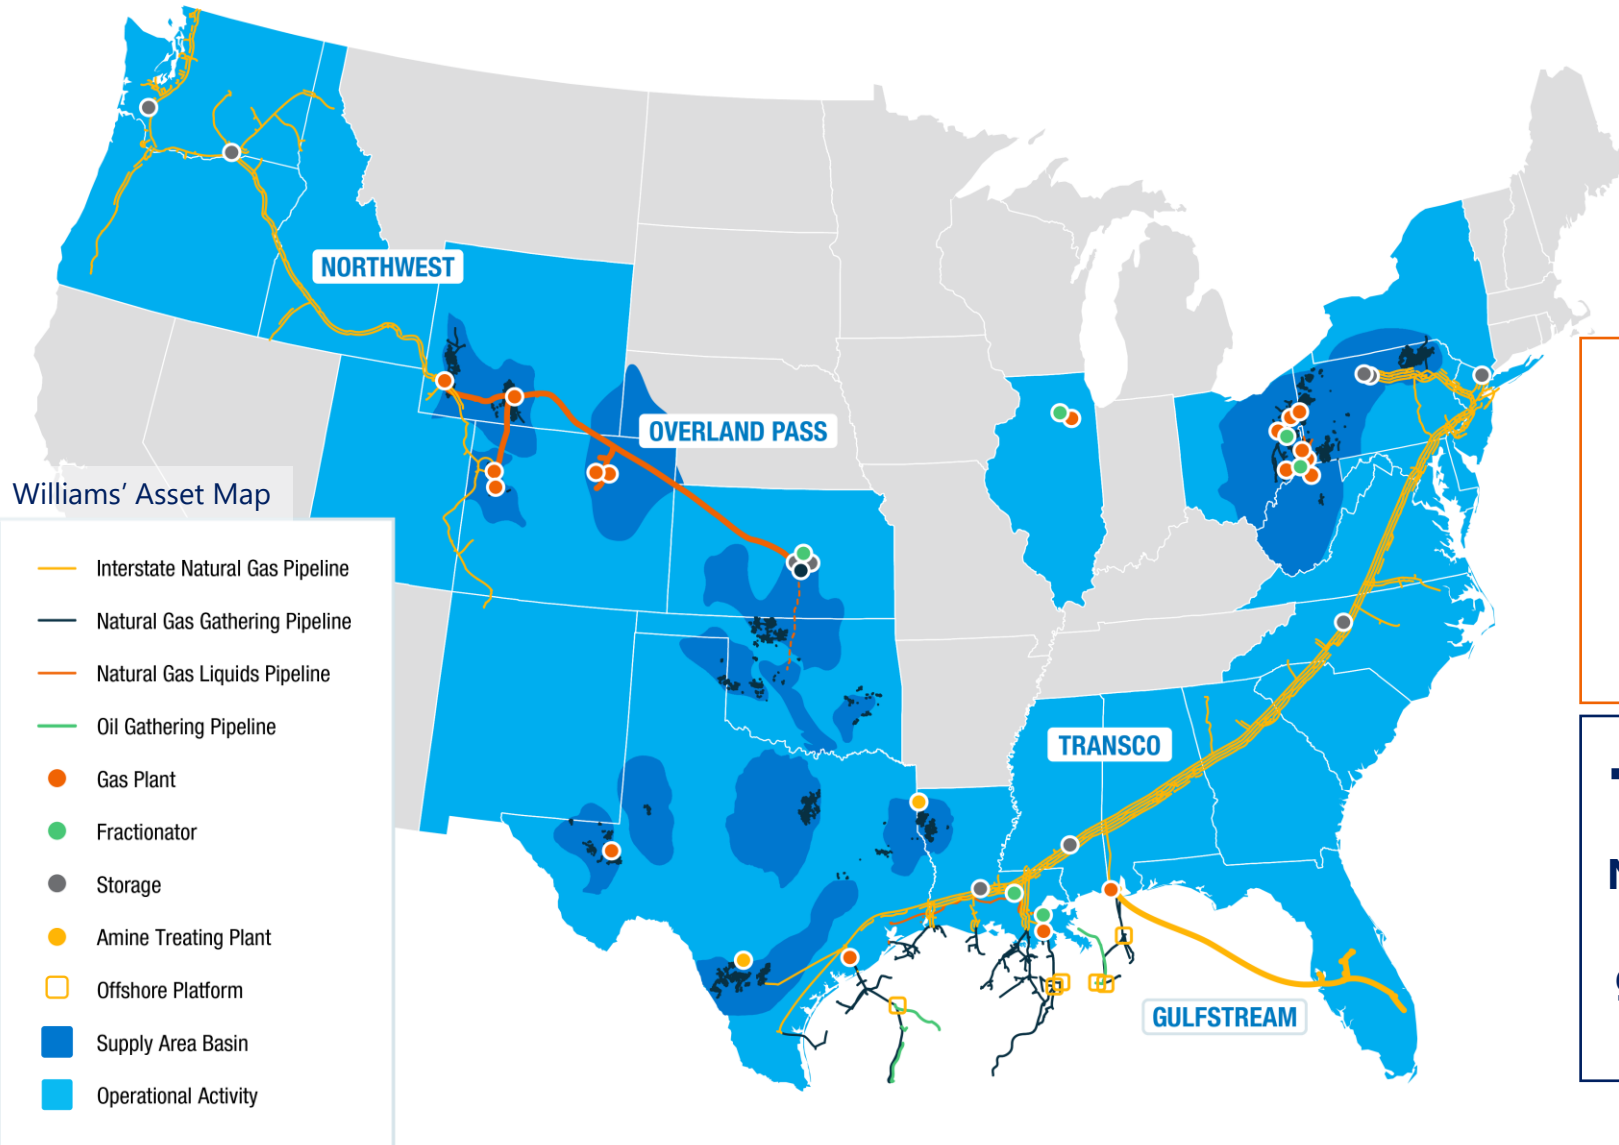 NORTHWEST
OVERLAND PASS
Williams’ Asset Map
Interstate Natural Gas Pipeline
Natural Gas Gathering Pipeline
Natural Gas Liquids Pipeline
Oil Gathering Pipeline
Gas Plant
Fractionator
Storage
Amine Treating Plant
Offshore Platform
Supply Area Basin
Operational Activity
TRANSCO
GULFSTREAM